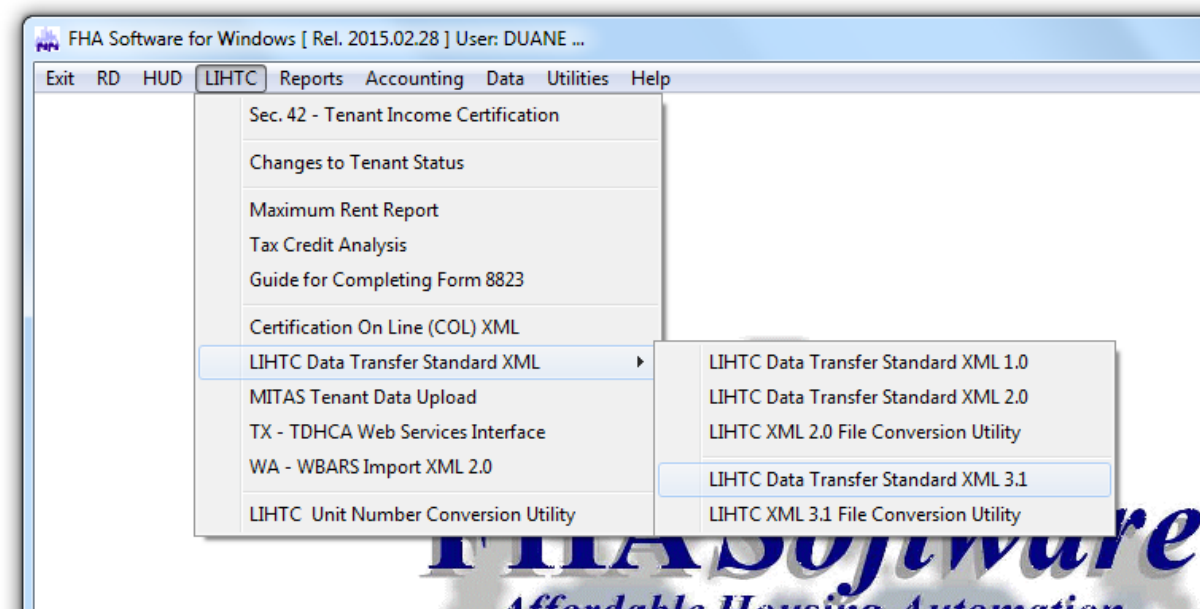 FHA Software for Windows [ Rel. 2015.02.28 ] User: DUANE ...
Exit RD HUD LIHTC Reports Accounting Data Utilities Help
Sec. 42 - Tenant Income Certification
Changes to Tenant Status
Maximum Rent Report
Tax Credit Analysis
Guide for Completing Form 8823
Certification On Line (COL) XML
LIHTC Data Transfer Standard XML
MITAS Tenant Data Upload
TX - TDHCA Web Services Interface
WA - WBARS Import XML 2.0
LIHTC Unit Number Conversion Utility
LIHTC Data Transfer Standard XML 1.0
LIHTC Data Transfer Standard XML 2.0
LIHTC XML 2.0 File Conversion Utility
LIHTC Data Transfer Standard XML 3.1
LIHTC XML 3.1 File Conversion Utility
FHA Software
Affordable Housing Automation